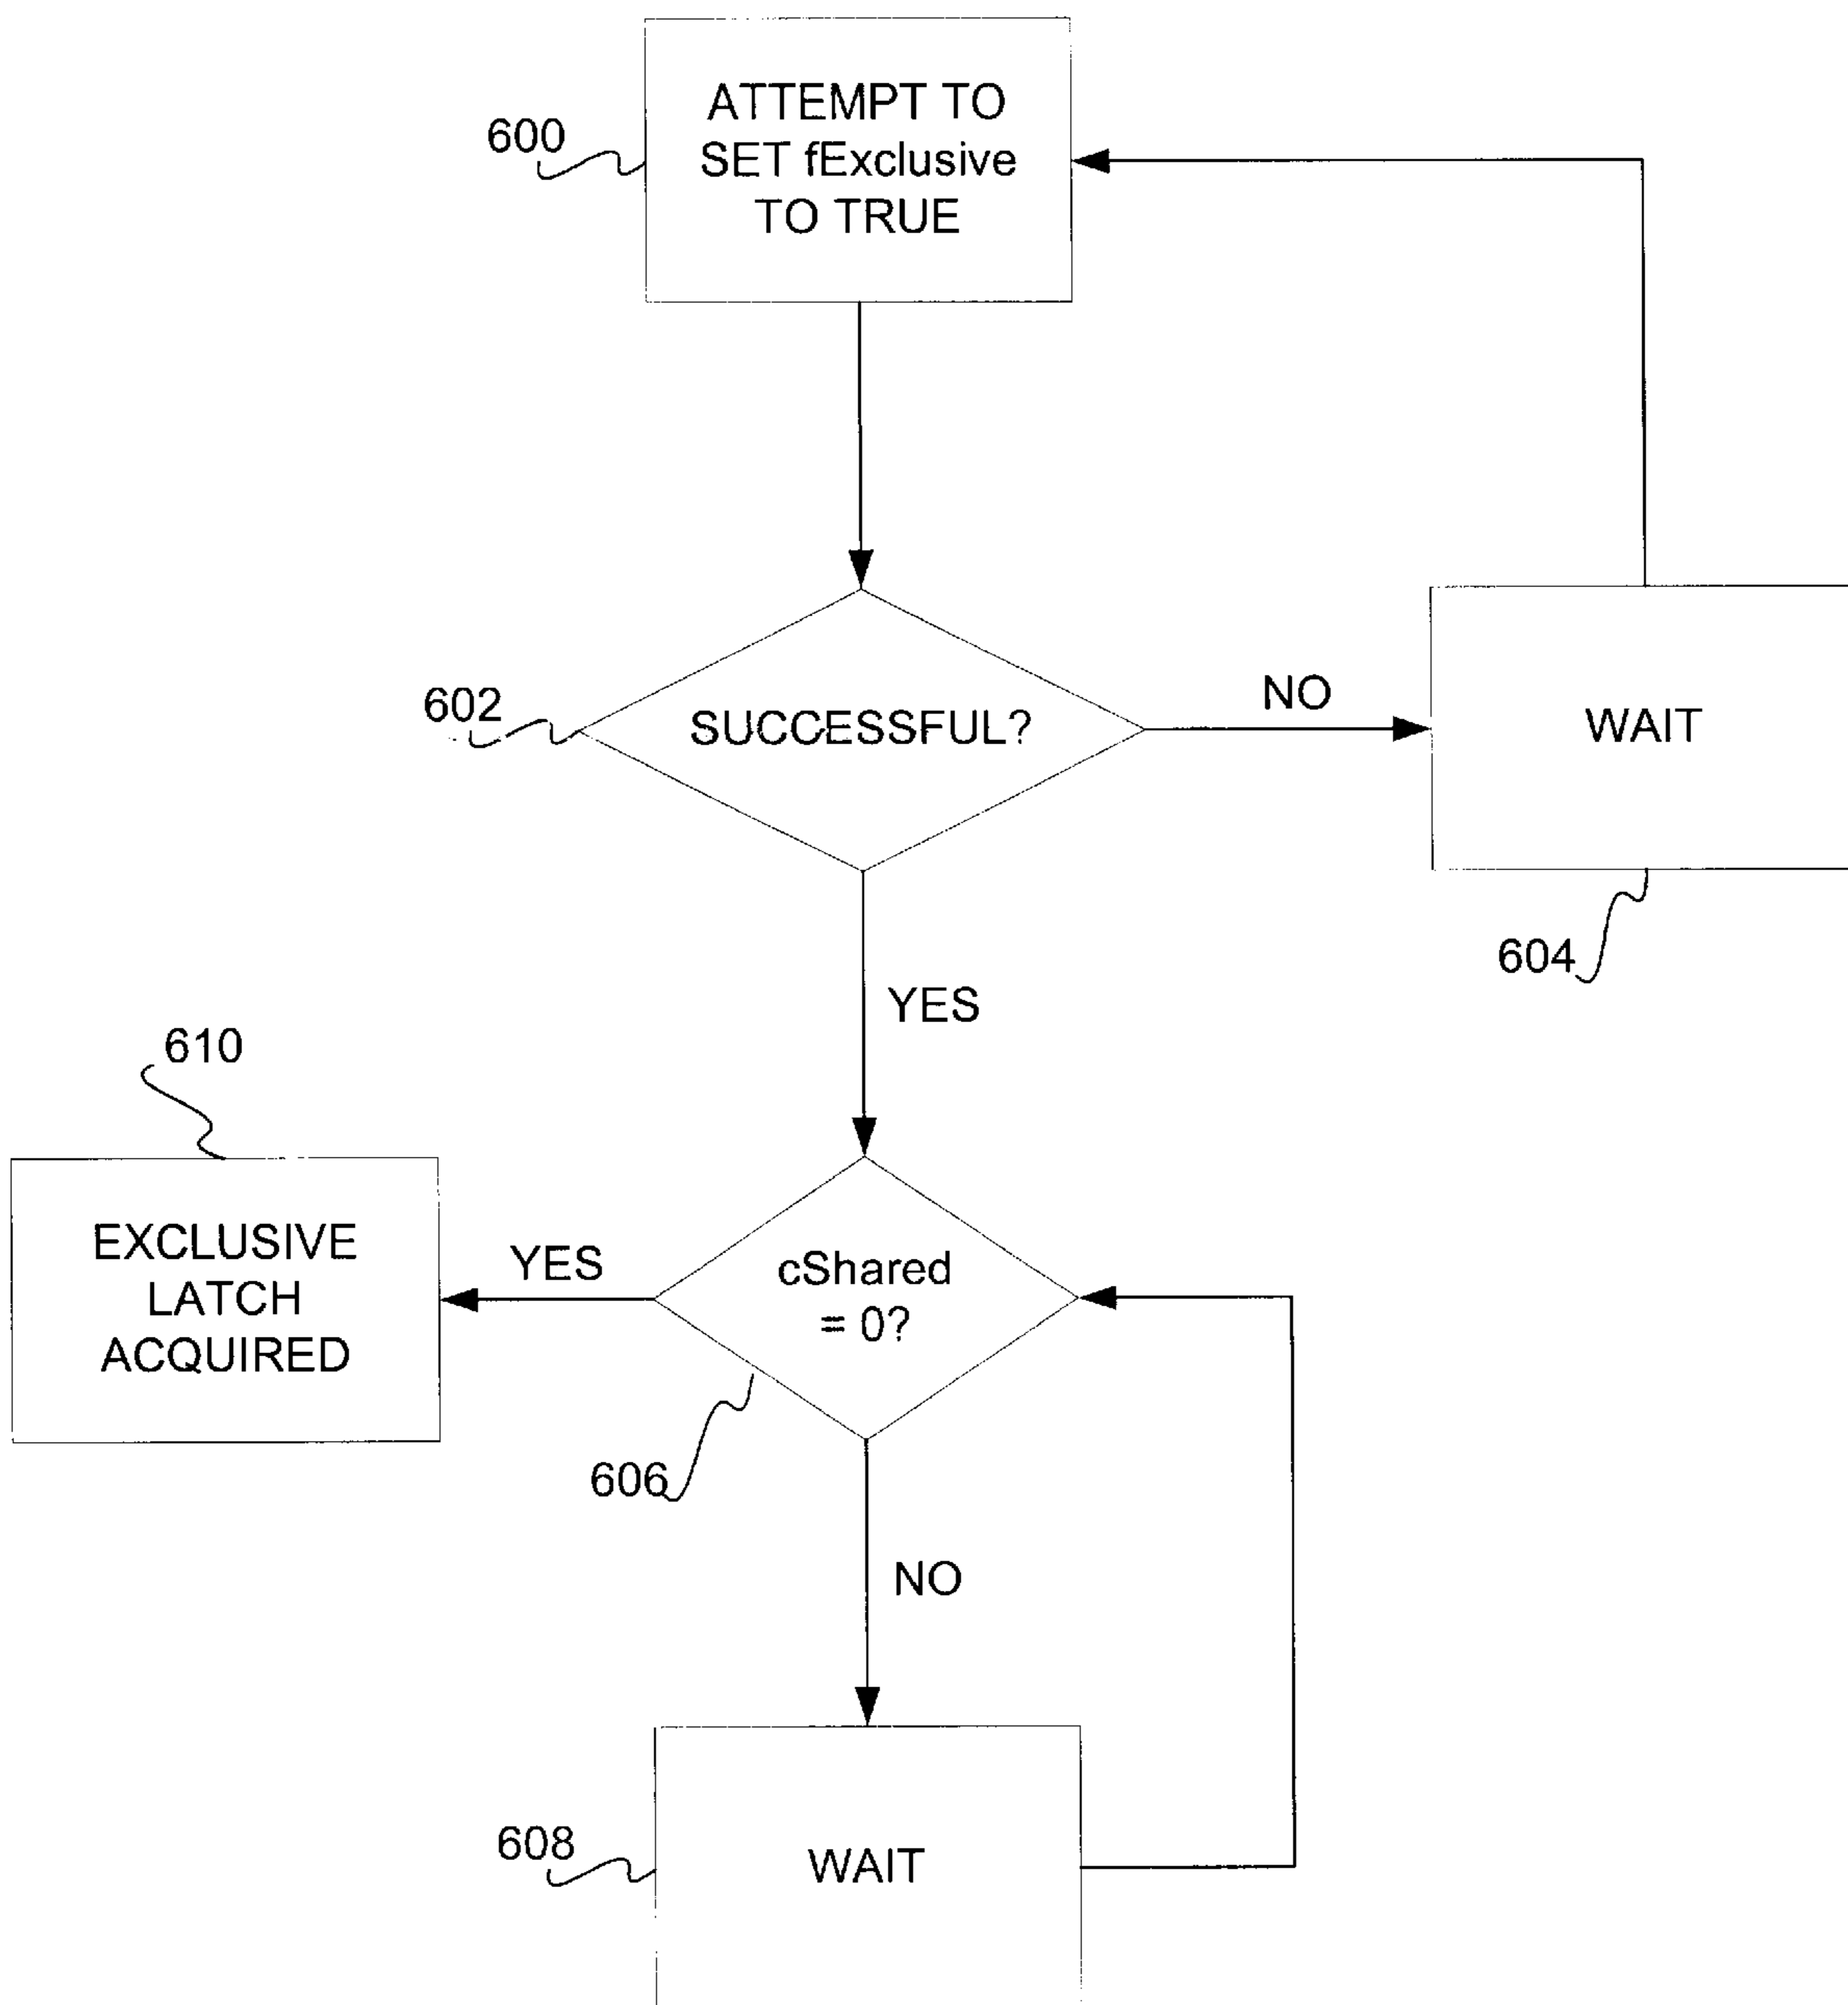 600
ATTEMPT TO
SET fExclusive
TO TRUE
602
SUCCESSFUL?
NO
WAIT
604
YES
610
EXCLUSIVE
LATCH
ACQUIRED
YES
cShared
= 0?
606
NO
608
WAIT